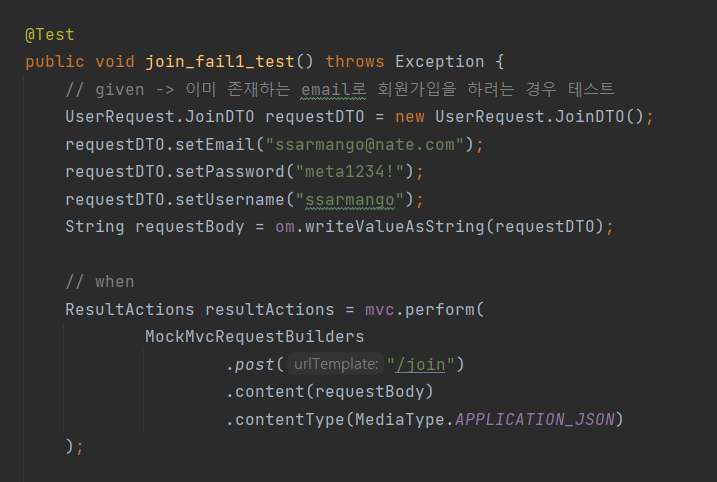 @Test
public void join_fail1_test() throws Exception {
// given -> 이미 존재하는 email로 회원가입을 하려는 경우 테스트
UserRequest.JoinDTO requestDTO = new UserRequest.JoinDTO();
requestDTO.setEmail("ssarmango@nate.com");
requestDTO.setPassword("meta1234!");
requestDTO.setUsername("ssarmango");
String requestBody = om.writeValueAsString(requestDTO);
// when
ResultActions resultActions = mvc.perform(
MockMvcRequestBuilders
.post( urlTemplate: "/join")
.content(requestBody)
.contentType(MediaType.APPLICATION_JSON)
);